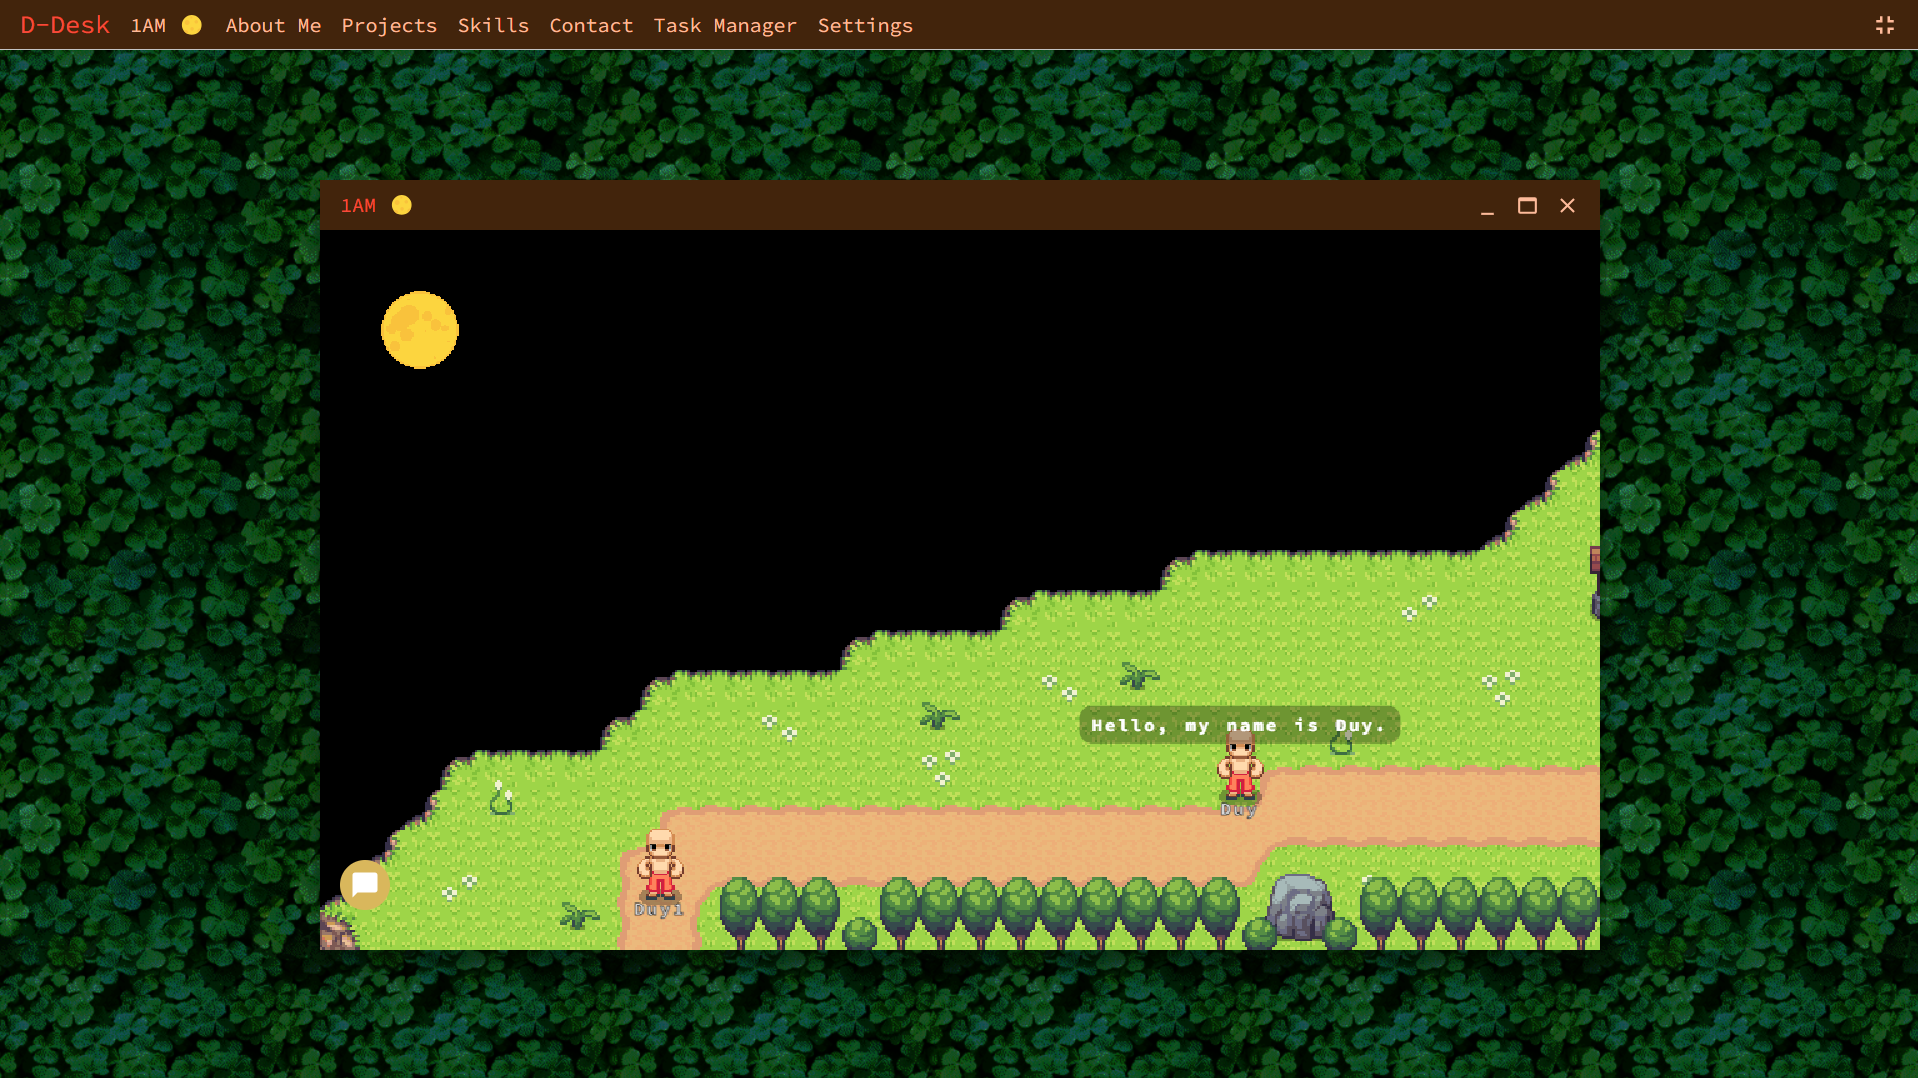 D-Desk 1AM About Me Projects Skills Contact Task Manager Settings
1AM
Hello, my name is Duy.
Duy
Duy1